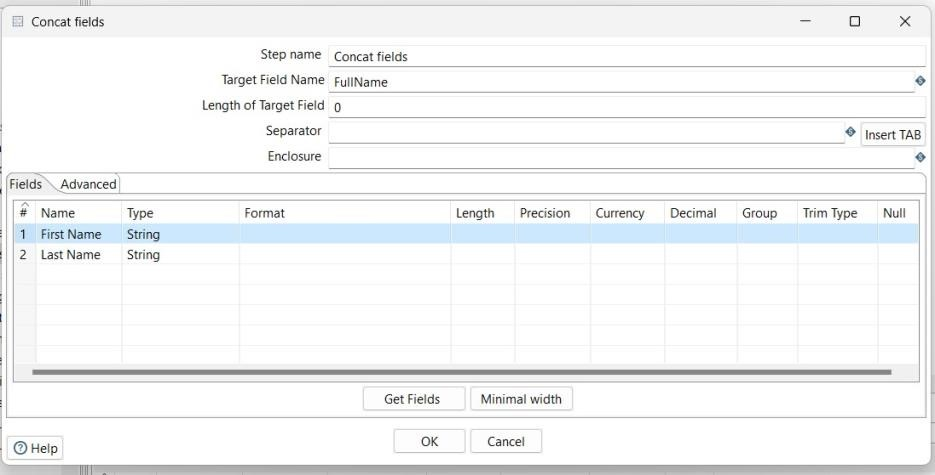 Concat fields
Step name Concat fields
Target Field Name FullName
Length of Target Field 0
Separator Insert TAB
Enclosure
Fields Advanced
# Name Type Format Length Precision Currency Decimal Group Trim Type Null
1 First Name String
2 Last Name String
Get Fields Minimal width
OK Cancel
Help